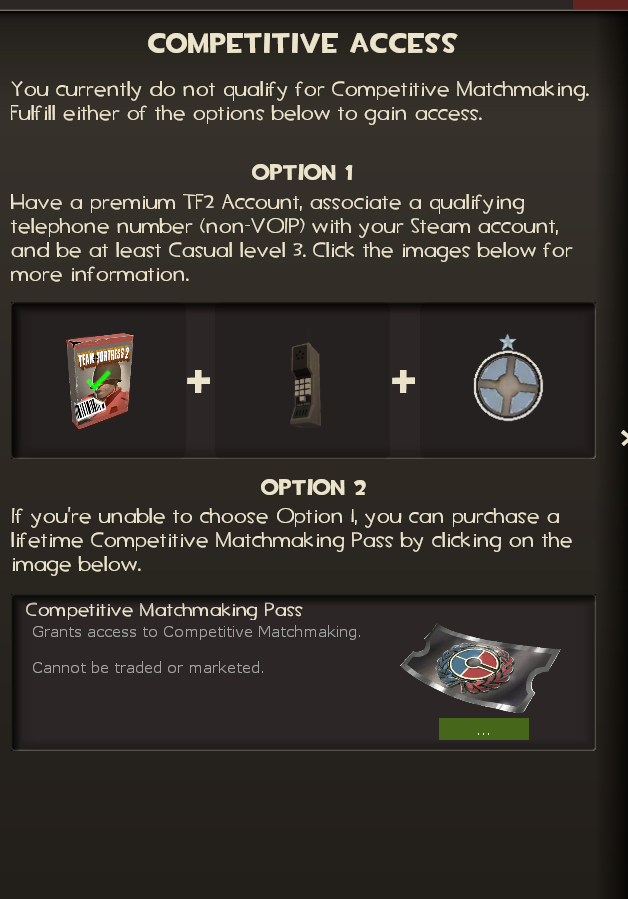 COMPETITIVE ACCESS
You currently do not qualify for Competitive Matchmaking.
Fulfill either of the options below to gain access.
OPTION 1
Have a premium TF2 Account, associate a qualifying
telephone number (non-VOIP) with your Steam account,
and be at least Casual level 3. Click the images below for
more information.
TEAM FORTRESS 2
+ +
OPTION 2
If you're unable to choose Option 1, you can purchase a
lifetime Competitive Matchmaking Pass by clicking on the
image below.
Competitive Matchmaking Pass
Grants access to Competitive Matchmaking.
Cannot be traded or marketed.
...